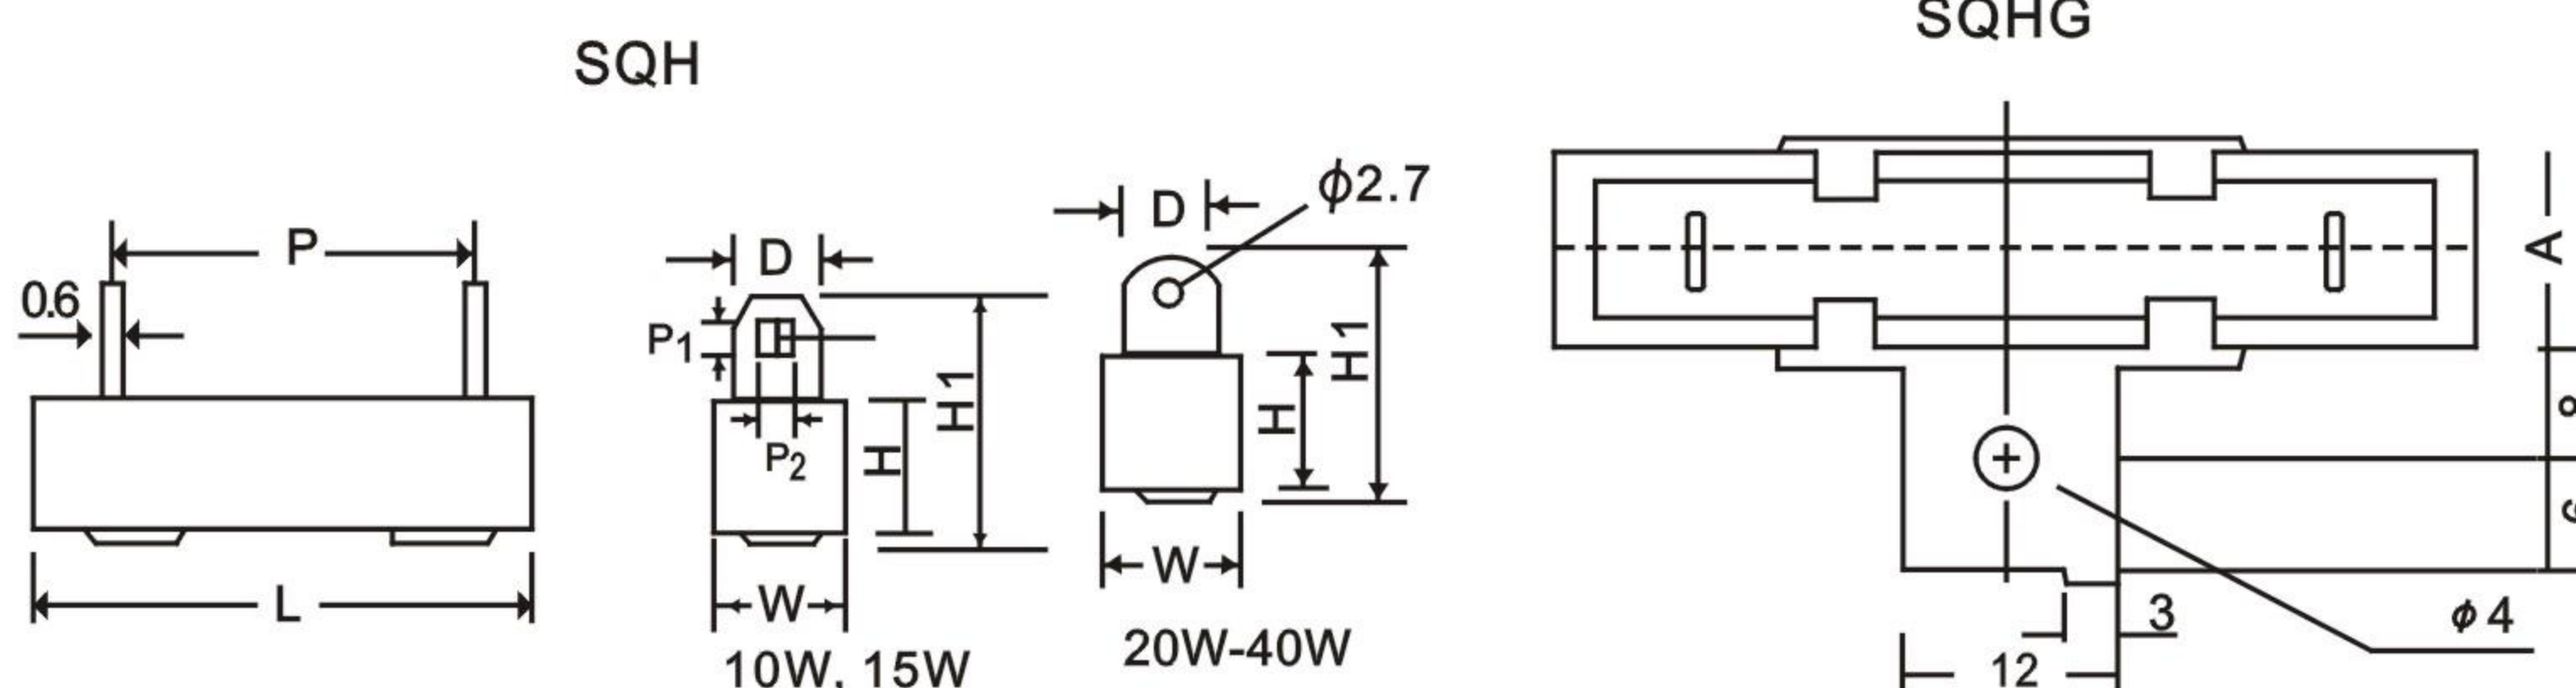 SQH
P
0.6
L
D
P1
P2
H
H1
W
10W, 15W
D
ϕ2.7
H
H1
W
20W-40W
SQHG
A
3
12
ϕ4